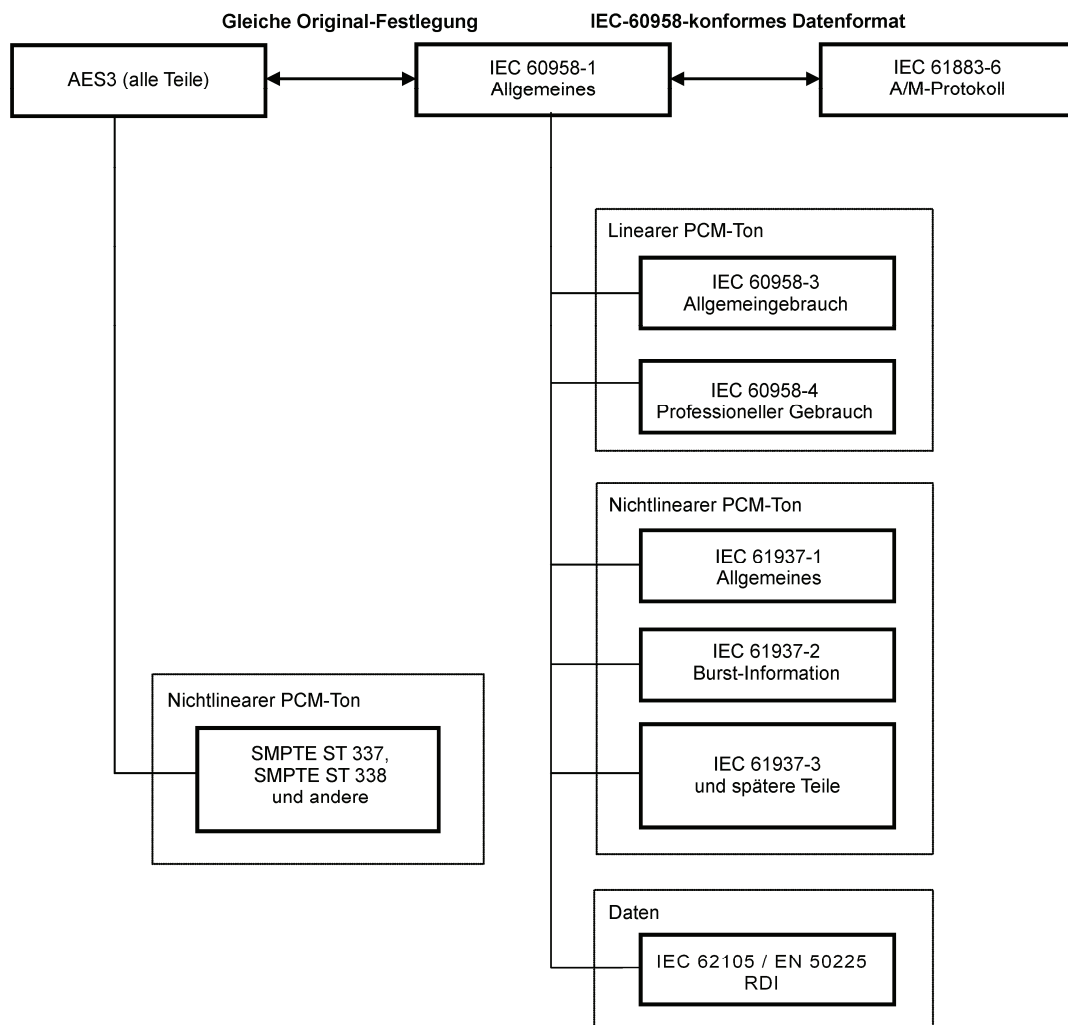 Gleiche Original-Festlegung
IEC-60958-konformes Datenformat
AES3 (alle Teile)
IEC 60958-1
Allgemeines
IEC 61883-6
A/M-Protokoll
Linearer PCM-Ton
IEC 60958-3
Allgemeingebrauch
IEC 60958-4
Professioneller Gebrauch
Nichtlinearer PCM-Ton
IEC 61937-1
Allgemeines
IEC 61937-2
Burst-Information
IEC 61937-3
und spätere Teile
Nichtlinearer PCM-Ton
SMPTE ST 337,
SMPTE ST 338
und andere
Daten
IEC 62105 / EN 50225
RDI